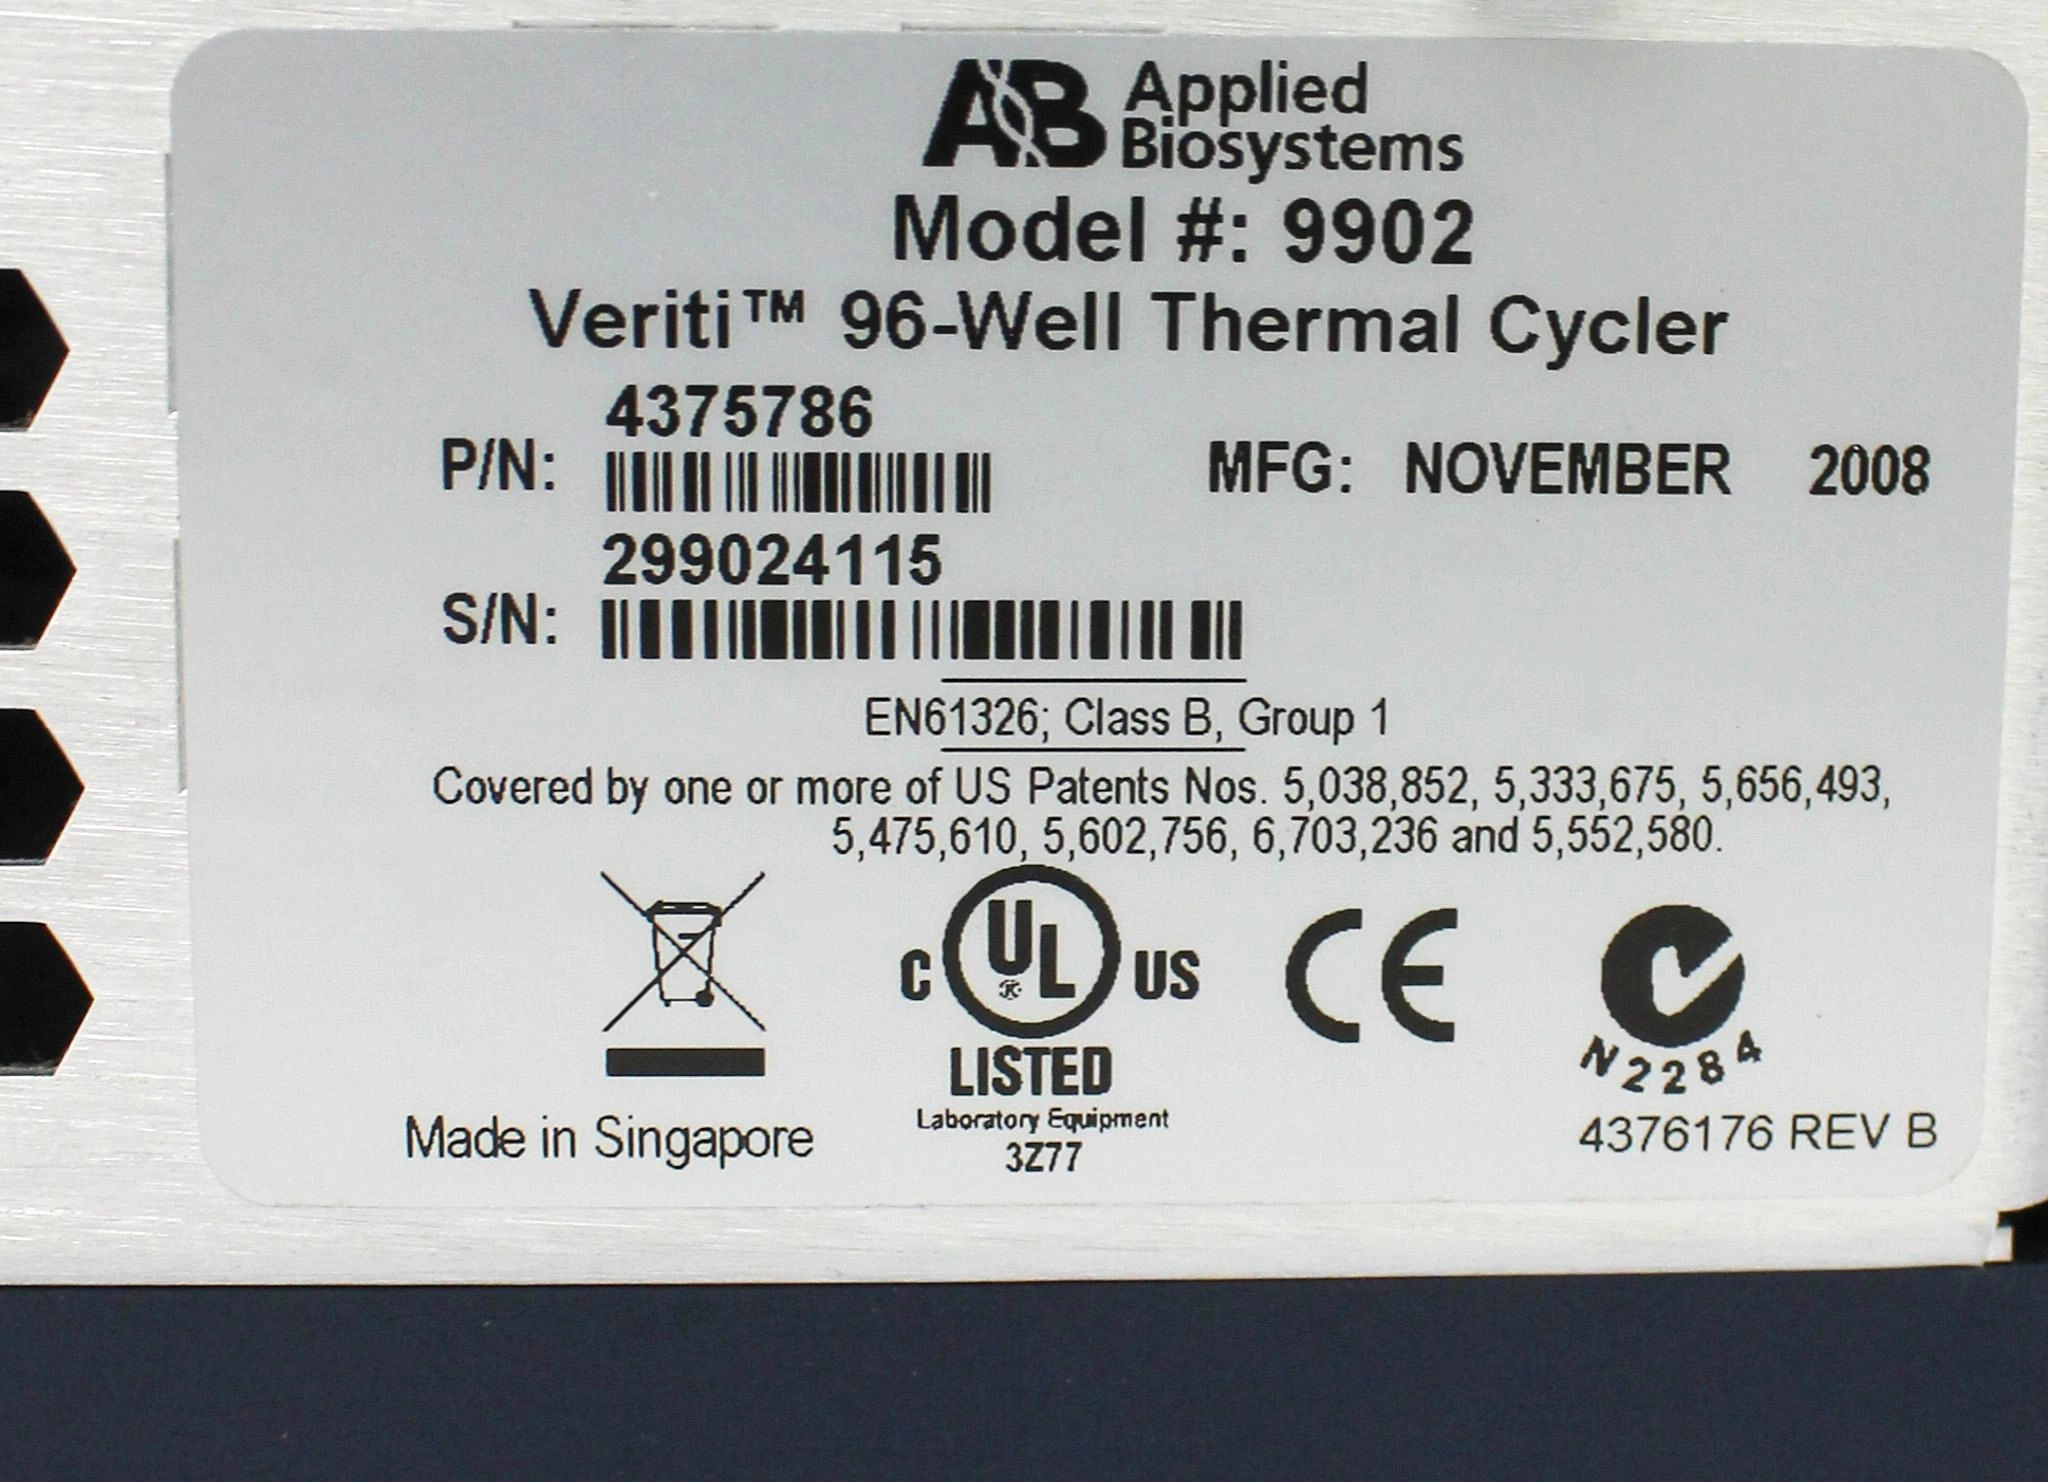 AB Applied
Biosystems
Model #: 9902
Veriti™ 96-Well Thermal Cycler
4375786
P/N:
MFG: NOVEMBER 2008
299024115
S/N:
EN61326; Class B, Group 1
Covered by one or more of US Patents Nos. 5,038,852, 5,333,675, 5,656,493,
5,475,610, 5,602,756, 6,703,236 and 5,552,580.
C UL US
CE
LISTED
N2284
Laboratory Equipment
Made in Singapore
3Z77
4376176 REV B